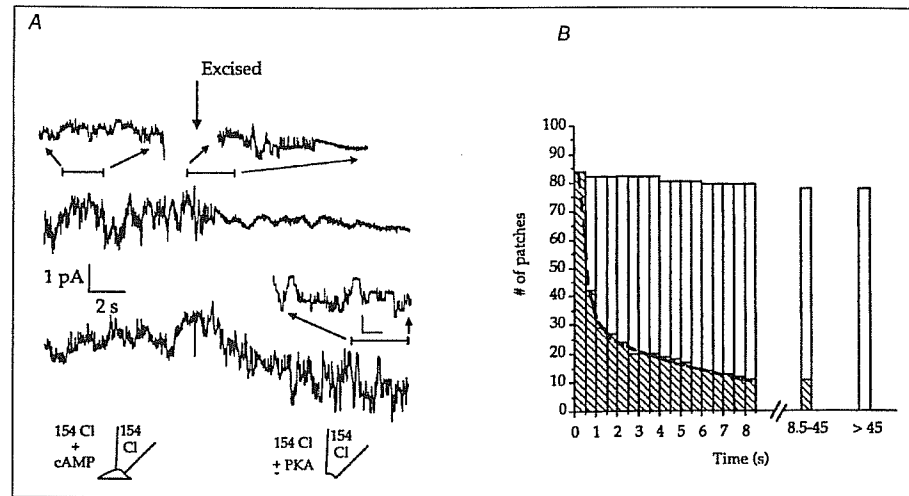 A
Excised
1 pA
2 s
154 Cl
+
cAMP
154
Cl
154 Cl
± PKA
154
Cl
B
# of patches
100
90
80
70
60
50
40
30
20
10
0
0 1 2 3 4 5 6 7 8
8.5–45
> 45
Time (s)